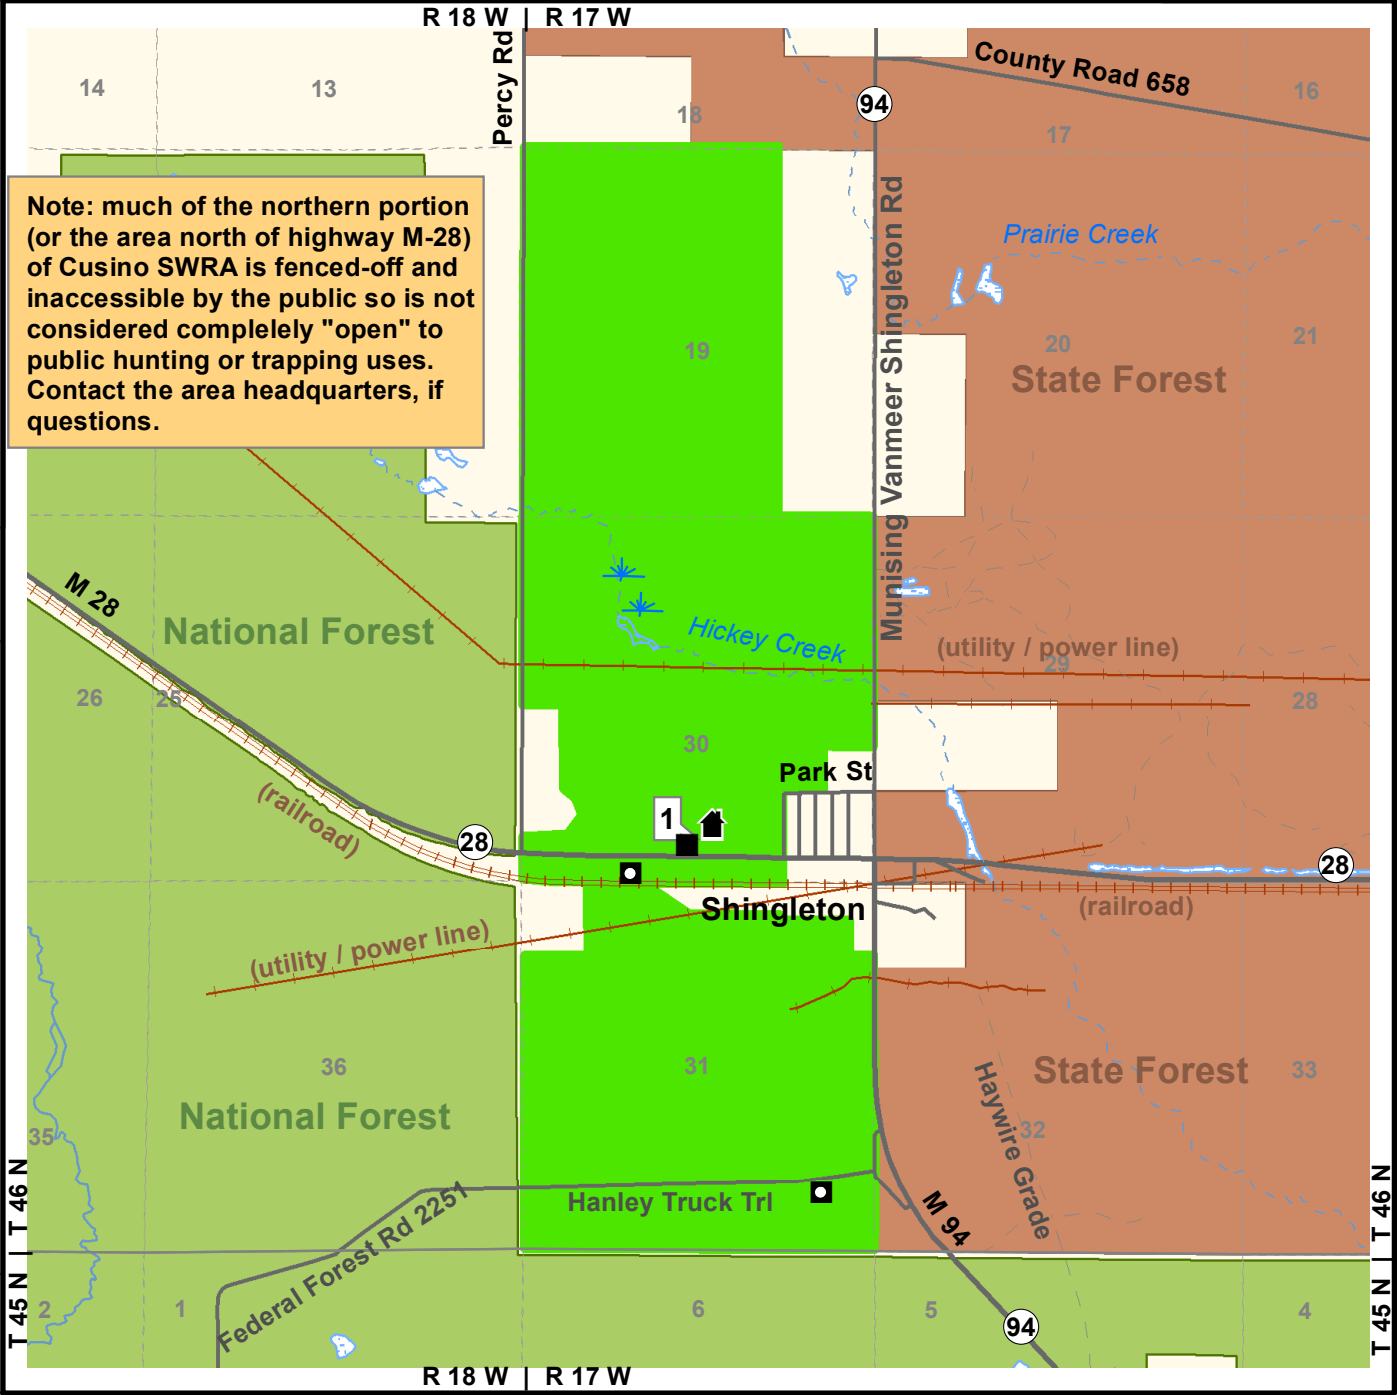 R 18 W | R 17 W
Percy Rd
14
13
18
94
County Road 658
16
17
Note: much of the northern portion
(or the area north of highway M-28)
of Cusino SWRA is fenced-off and
inaccessible by the public so is not
considered complelely "open" to
public hunting or trapping uses.
Contact the area headquarters, if
questions.
Munising Vanmeer Shingleton Rd
Prairie Creek
19
20
21
State Forest
M 28
National Forest
Hickey Creek
(utility / power line)
29
26
25
28
30
Park St
(railroad)
28
1
28
Shingleton
(railroad)
(utility / power line)
36
31
State Forest
33
National Forest
35
32
Haywire Grade
T 45 N | T 46 N
T 45 N | T 46 N
Hanley Truck Trl
M 94
Federal Forest Rd 2251
2
1
6
5
4
94
R 18 W | R 17 W